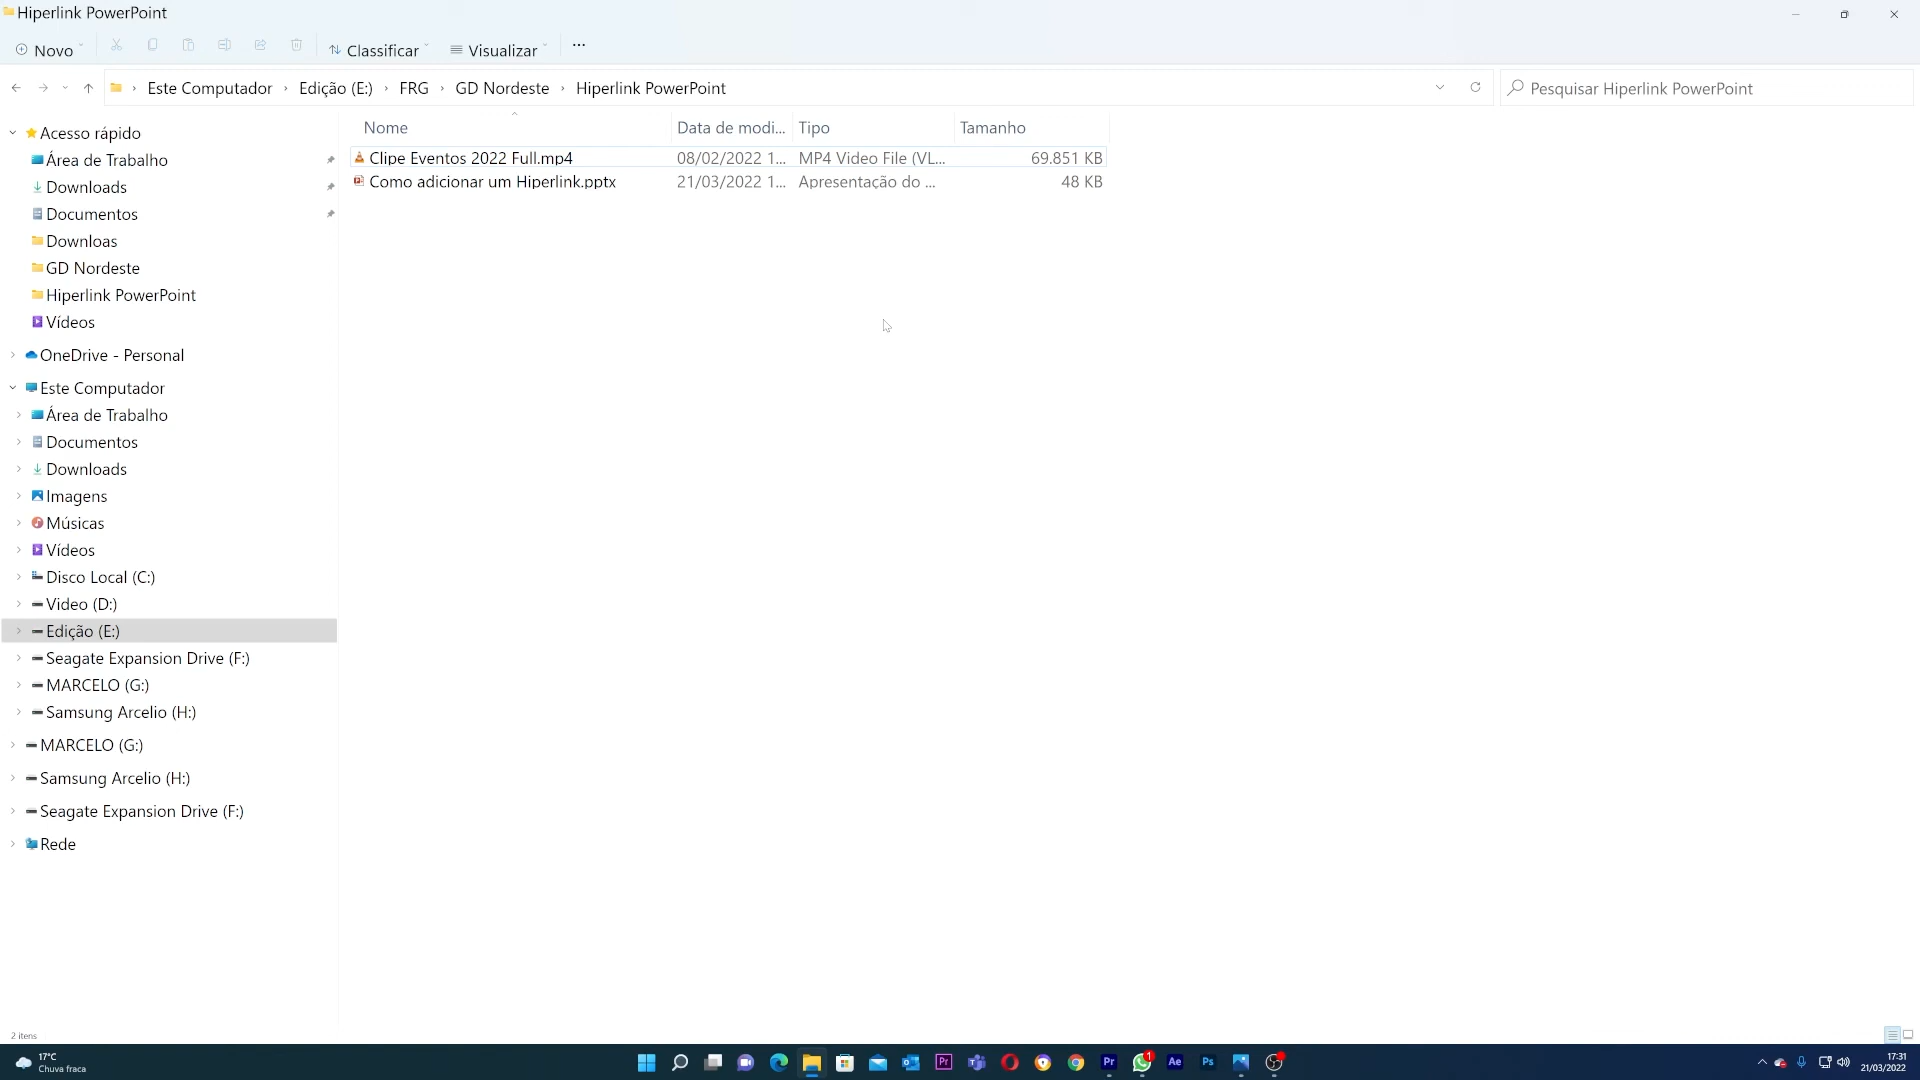 Hiperlink PowerPoint
Novo
Classificar
Visualizar
Este Computador > Edição (E:) > FRG > GD Nordeste > Hiperlink PowerPoint
Pesquisar Hiperlink PowerPoint
Nome Data de modi... Tipo Tamanho
Clipe Eventos 2022 Full.mp4 08/02/2022 1... MP4 Video File (VL... 69.851 KB
Como adicionar um Hiperlink.pptx 21/03/2022 1... Apresentação do ... 48 KB
Acesso rápido
Área de Trabalho
Downloads
Documentos
Downloas
GD Nordeste
Hiperlink PowerPoint
Vídeos
OneDrive - Personal
Este Computador
Área de Trabalho
Documentos
Downloads
Imagens
Músicas
Vídeos
Disco Local (C:)
Video (D:)
Edição (E:)
Seagate Expansion Drive (F:)
MARCELO (G:)
Samsung Arcelio (H:)
MARCELO (G:)
Samsung Arcelio (H:)
Seagate Expansion Drive (F:)
Rede
2 itens
17°C
Chuva fraca
Pr
Pr
1
Ae
Ps
17:31
21/03/2022